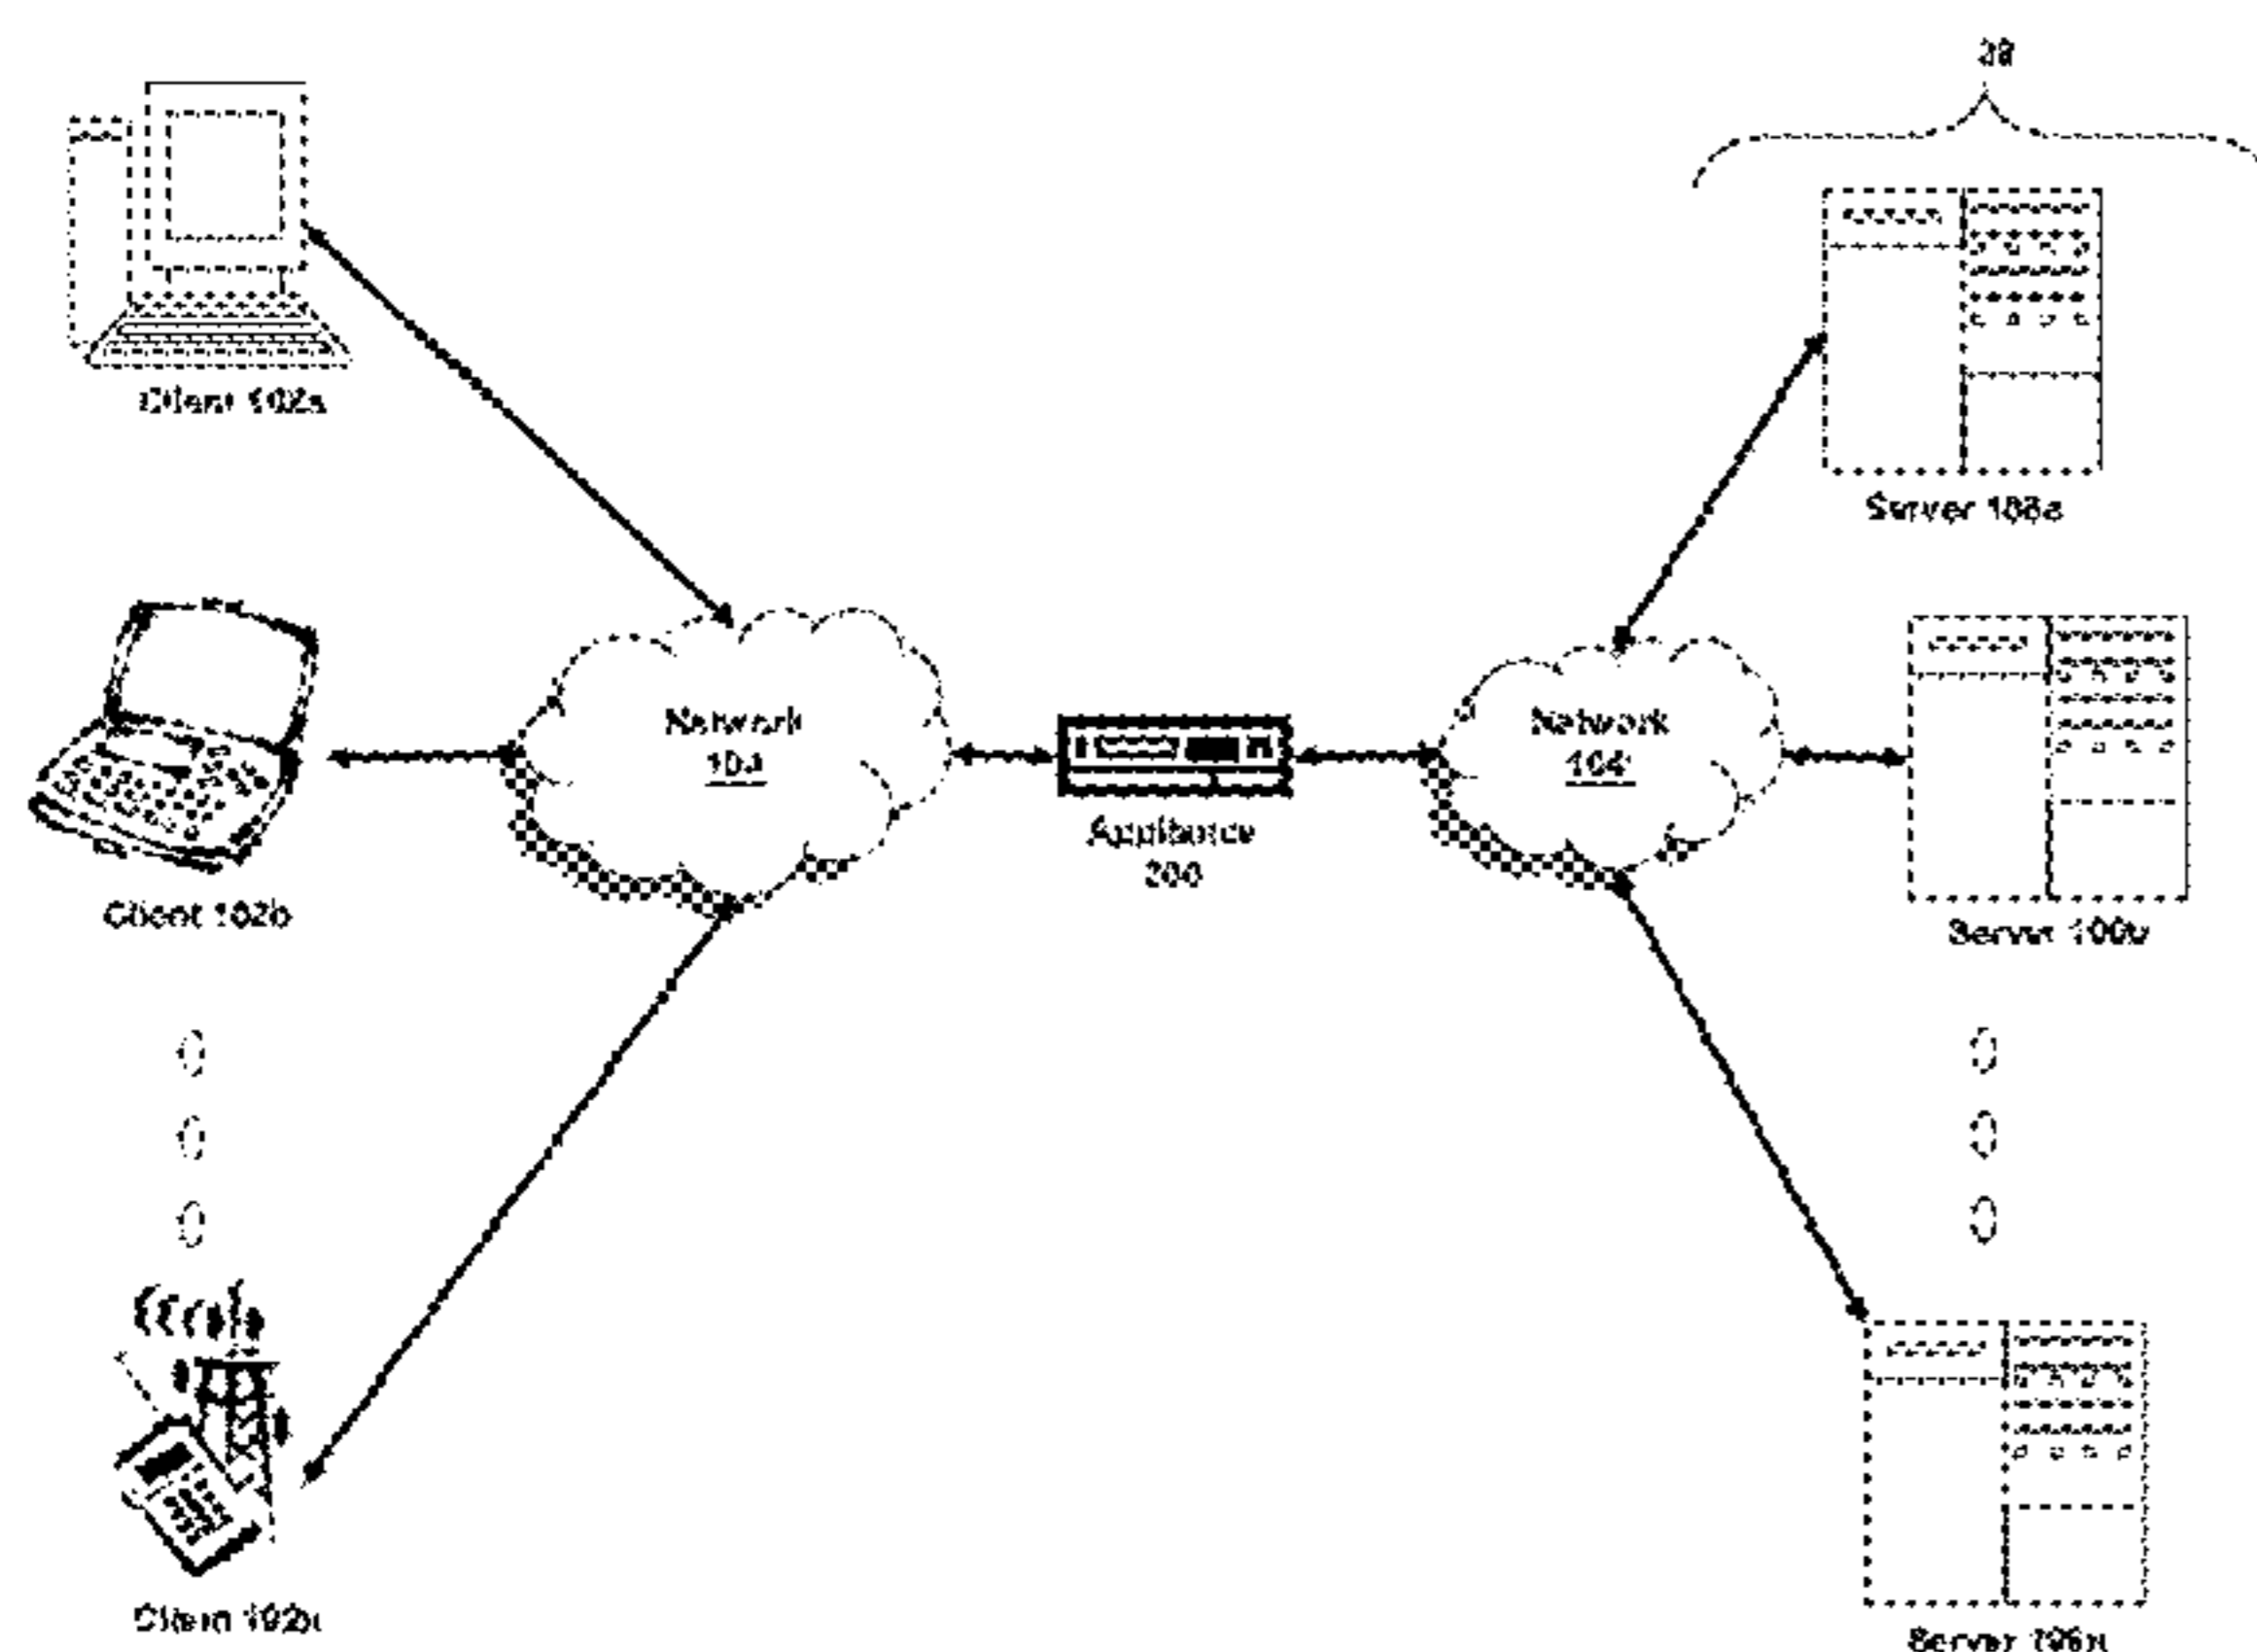 Client 102a
Server 106a
Network
104
Network
104'
Appliance
200
Client 102b
Server 106b
Client 102n
Server 106n